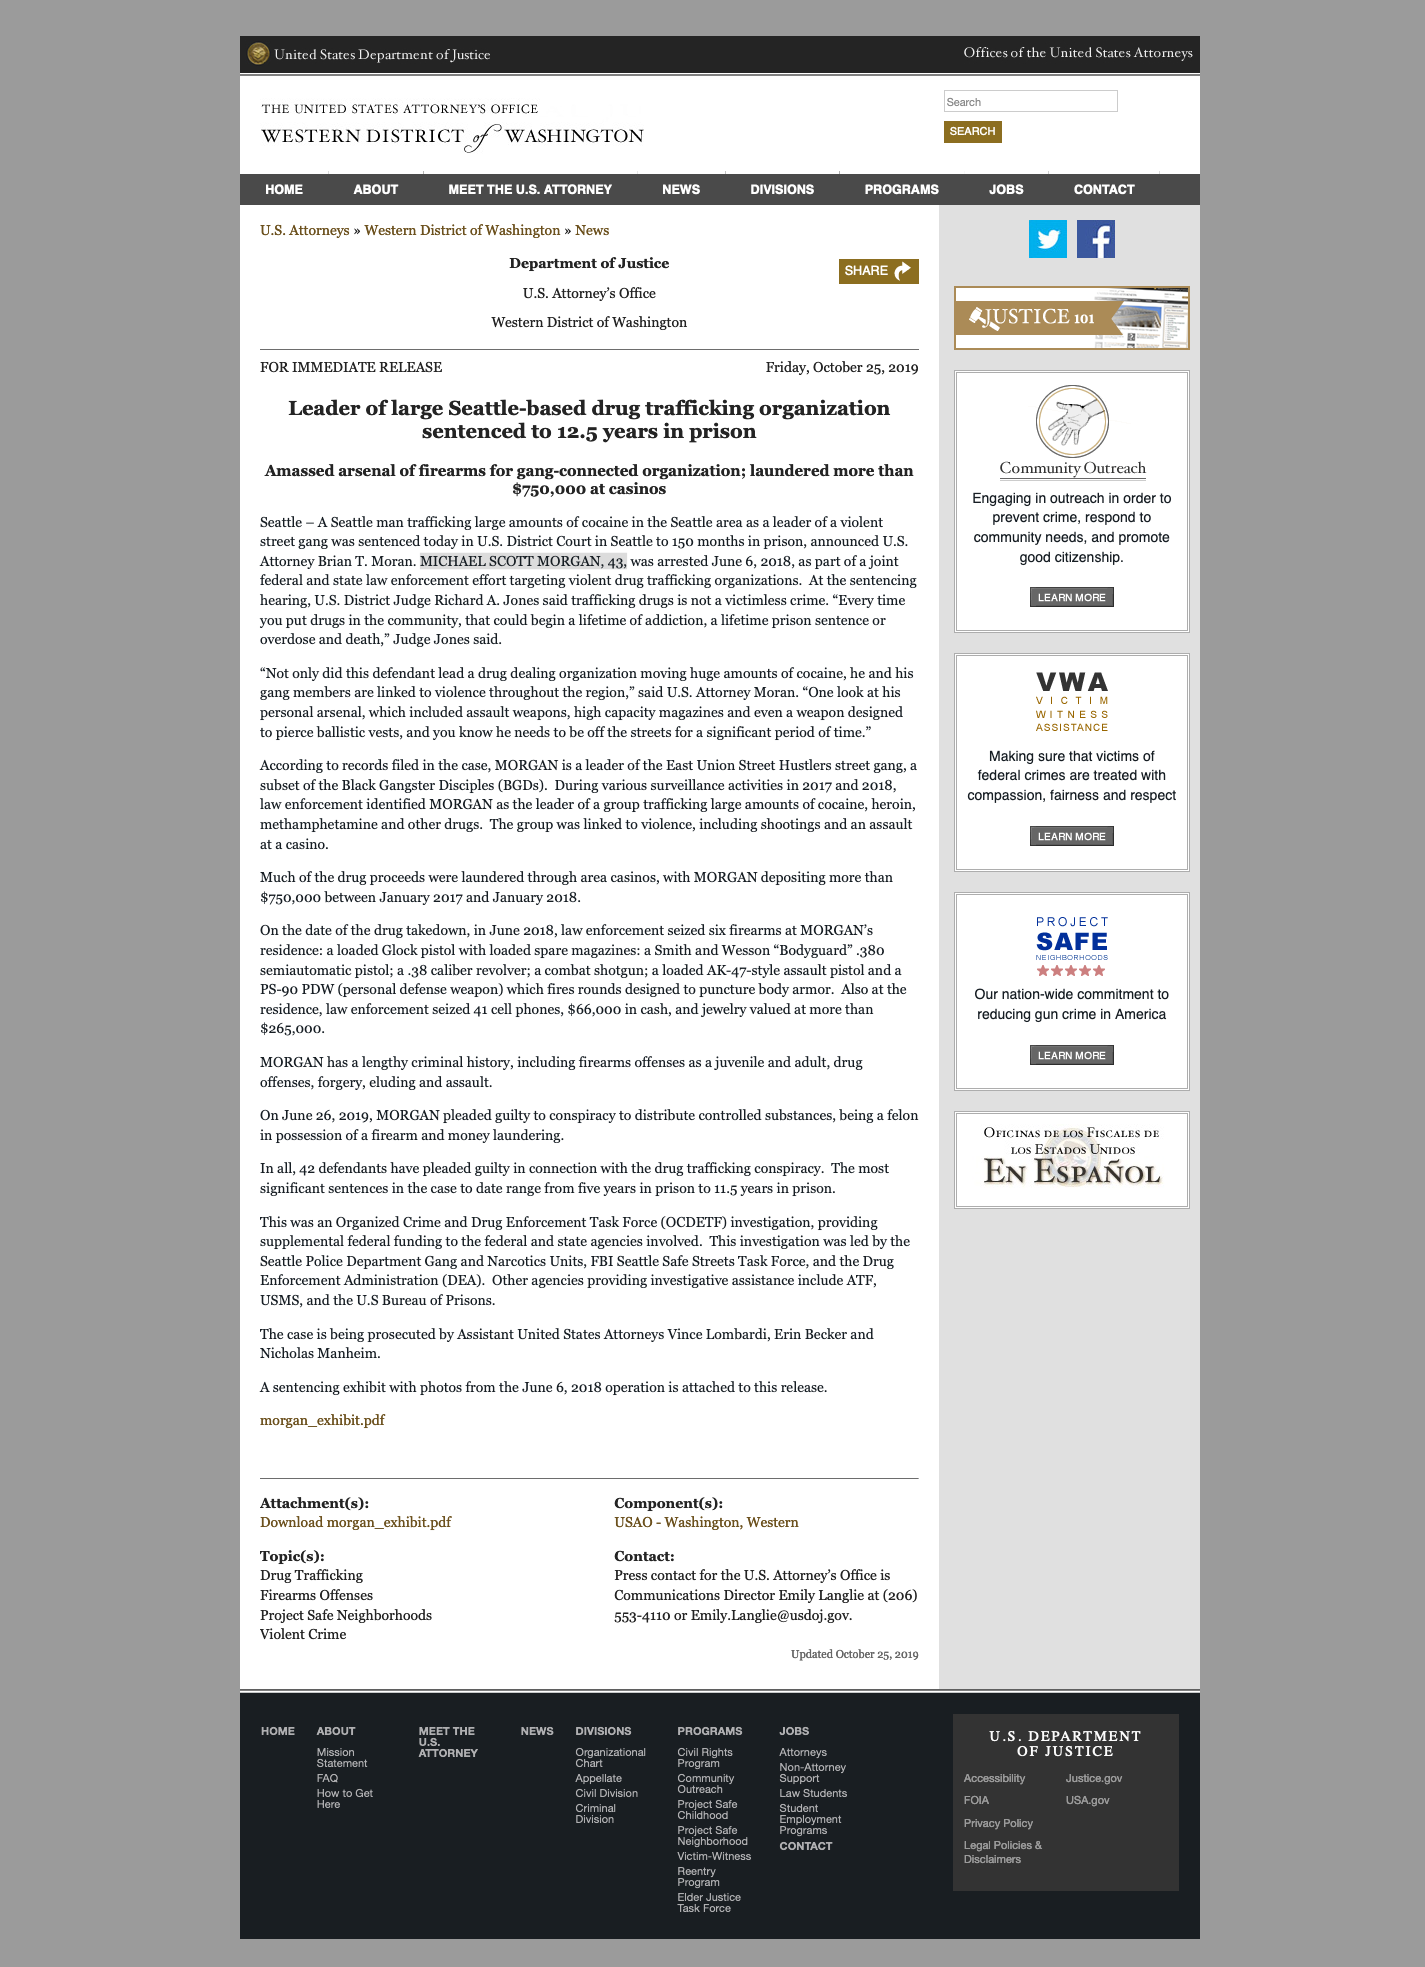 United States Department of Justice
Offices of the United States Attorneys
THE UNITED STATES ATTORNEY'S OFFICE
WESTERN DISTRICT of WASHINGTON
Search
SEARCH
HOME ABOUT MEET THE U.S. ATTORNEY NEWS DIVISIONS PROGRAMS JOBS CONTACT
U.S. Attorneys » Western District of Washington » News
Department of Justice
SHARE
U.S. Attorney’s Office
Western District of Washington
FOR IMMEDIATE RELEASE
Friday, October 25, 2019
Leader of large Seattle-based drug trafficking organization
sentenced to 12.5 years in prison
Amassed arsenal of firearms for gang-connected organization; laundered more than
$750,000 at casinos
Seattle – A Seattle man trafficking large amounts of cocaine in the Seattle area as a leader of a violent
street gang was sentenced today in U.S. District Court in Seattle to 150 months in prison, announced U.S.
Attorney Brian T. Moran. MICHAEL SCOTT MORGAN, 43, was arrested June 6, 2018, as part of a joint
federal and state law enforcement effort targeting violent drug trafficking organizations.  At the sentencing
hearing, U.S. District Judge Richard A. Jones said trafficking drugs is not a victimless crime. “Every time
you put drugs in the community, that could begin a lifetime of addiction, a lifetime prison sentence or
overdose and death,” Judge Jones said.
“Not only did this defendant lead a drug dealing organization moving huge amounts of cocaine, he and his
gang members are linked to violence throughout the region,” said U.S. Attorney Moran. “One look at his
personal arsenal, which included assault weapons, high capacity magazines and even a weapon designed
to pierce ballistic vests, and you know he needs to be off the streets for a significant period of time.”
According to records filed in the case, MORGAN is a leader of the East Union Street Hustlers street gang, a
subset of the Black Gangster Disciples (BGDs).  During various surveillance activities in 2017 and 2018,
law enforcement identified MORGAN as the leader of a group trafficking large amounts of cocaine, heroin,
methamphetamine and other drugs.  The group was linked to violence, including shootings and an assault
at a casino.
Much of the drug proceeds were laundered through area casinos, with MORGAN depositing more than
$750,000 between January 2017 and January 2018.
On the date of the drug takedown, in June 2018, law enforcement seized six firearms at MORGAN’s
residence: a loaded Glock pistol with loaded spare magazines: a Smith and Wesson “Bodyguard” .380
semiautomatic pistol; a .38 caliber revolver; a combat shotgun; a loaded AK-47-style assault pistol and a
PS-90 PDW (personal defense weapon) which fires rounds designed to puncture body armor.  Also at the
residence, law enforcement seized 41 cell phones, $66,000 in cash, and jewelry valued at more than
$265,000.
MORGAN has a lengthy criminal history, including firearms offenses as a juvenile and adult, drug
offenses, forgery, eluding and assault.
On June 26, 2019, MORGAN pleaded guilty to conspiracy to distribute controlled substances, being a felon
in possession of a firearm and money laundering.
In all, 42 defendants have pleaded guilty in connection with the drug trafficking conspiracy.  The most
significant sentences in the case to date range from five years in prison to 11.5 years in prison.
This was an Organized Crime and Drug Enforcement Task Force (OCDETF) investigation, providing
supplemental federal funding to the federal and state agencies involved.  This investigation was led by the
Seattle Police Department Gang and Narcotics Units, FBI Seattle Safe Streets Task Force, and the Drug
Enforcement Administration (DEA).  Other agencies providing investigative assistance include ATF,
USMS, and the U.S Bureau of Prisons.
The case is being prosecuted by Assistant United States Attorneys Vince Lombardi, Erin Becker and
Nicholas Manheim.
A sentencing exhibit with photos from the June 6, 2018 operation is attached to this release.
morgan_exhibit.pdf
Attachment(s):
Download morgan_exhibit.pdf
Topic(s):
Drug Trafficking
Firearms Offenses
Project Safe Neighborhoods
Violent Crime
Component(s):
USAO - Washington, Western
Contact:
Press contact for the U.S. Attorney’s Office is
Communications Director Emily Langlie at (206)
553-4110 or Emily.Langlie@usdoj.gov.
Updated October 25, 2019
JUSTICE 101
Community Outreach
Engaging in outreach in order to
prevent crime, respond to
community needs, and promote
good citizenship.
LEARN MORE
VWA
VICTIM
WITNESS
ASSISTANCE
Making sure that victims of
federal crimes are treated with
compassion, fairness and respect
LEARN MORE
PROJECT
SAFE
NEIGHBORHOODS
Our nation-wide commitment to
reducing gun crime in America
LEARN MORE
OFICINAS DE LOS FISCALES DE
LOS ESTADOS UNIDOS
EN ESPAÑOL
HOME
ABOUT
Mission
Statement
FAQ
How to Get
Here
MEET THE
U.S.
ATTORNEY
NEWS
DIVISIONS
Organizational
Chart
Appellate
Civil Division
Criminal
Division
PROGRAMS
Civil Rights
Program
Community
Outreach
Project Safe
Childhood
Project Safe
Neighborhood
Victim-Witness
Reentry
Program
Elder Justice
Task Force
JOBS
Attorneys
Non-Attorney
Support
Law Students
Student
Employment
Programs
CONTACT
U.S. DEPARTMENT
OF JUSTICE
Accessibility
FOIA
Privacy Policy
Legal Policies &
Disclaimers
Justice.gov
USA.gov